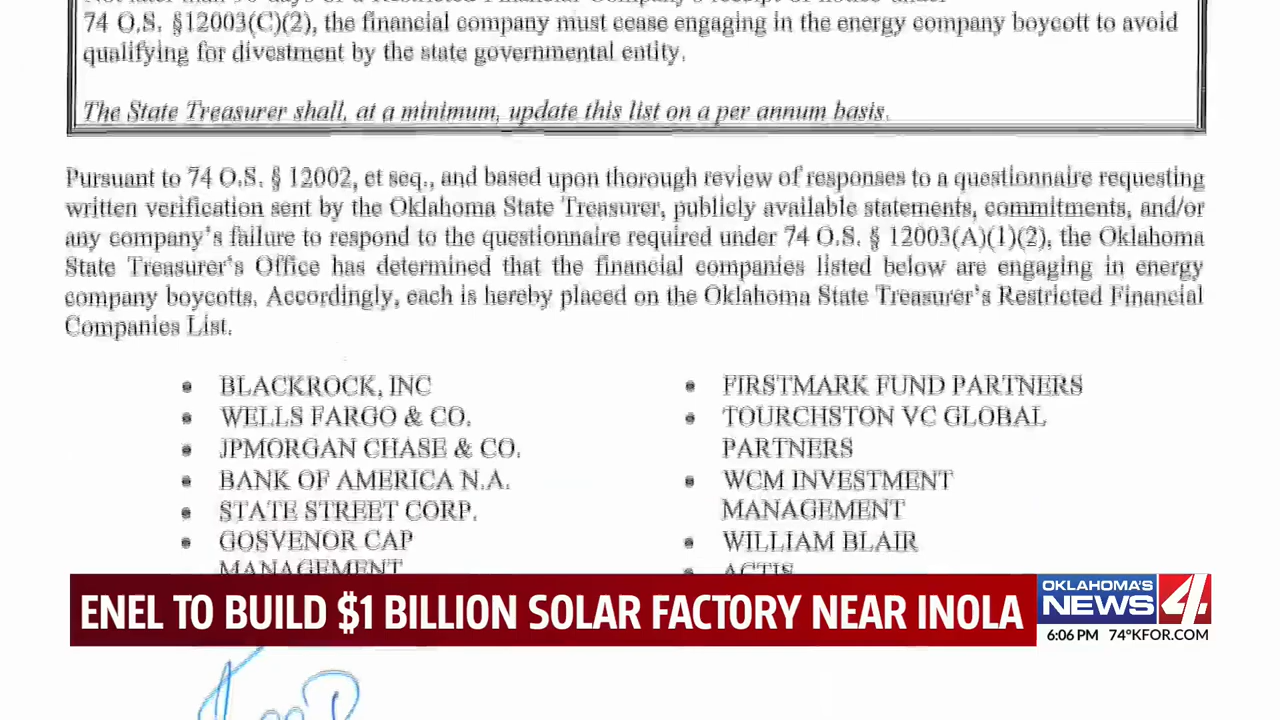 74 O.S. §12003(C)(2), the financial company must cease engaging in the energy company boycott to avoid
qualifying for divestment by the state governmental entity.
The State Treasurer shall, at a minimum, update this list on a per annum basis.
Pursuant to 74 O.S. § 12002, et seq., and based upon thorough review of responses to a questionnaire requesting
written verification sent by the Oklahoma State Treasurer, publicly available statements, commitments, and/or
any company's failure to respond to the questionnaire required under 74 O.S. § 12003(A)(1)(2), the Oklahoma
State Treasurer's Office has determined that the financial companies listed below are engaging in energy
company boycotts. Accordingly, each is hereby placed on the Oklahoma State Treasurer's Restricted Financial
Companies List.
• BLACKROCK, INC
• WELLS FARGO & CO.
• JPMORGAN CHASE & CO.
• BANK OF AMERICA N.A.
• STATE STREET CORP.
• GOSVENOR CAP
MANAGEMENT
• FIRSTMARK FUND PARTNERS
• TOURCHSTON VC GLOBAL
PARTNERS
• WCM INVESTMENT
MANAGEMENT
• WILLIAM BLAIR
• ACTIS
ENEL TO BUILD $1 BILLION SOLAR FACTORY NEAR INOLA
OKLAHOMA'S
NEWS 4
6:06 PM 74° KFOR.COM